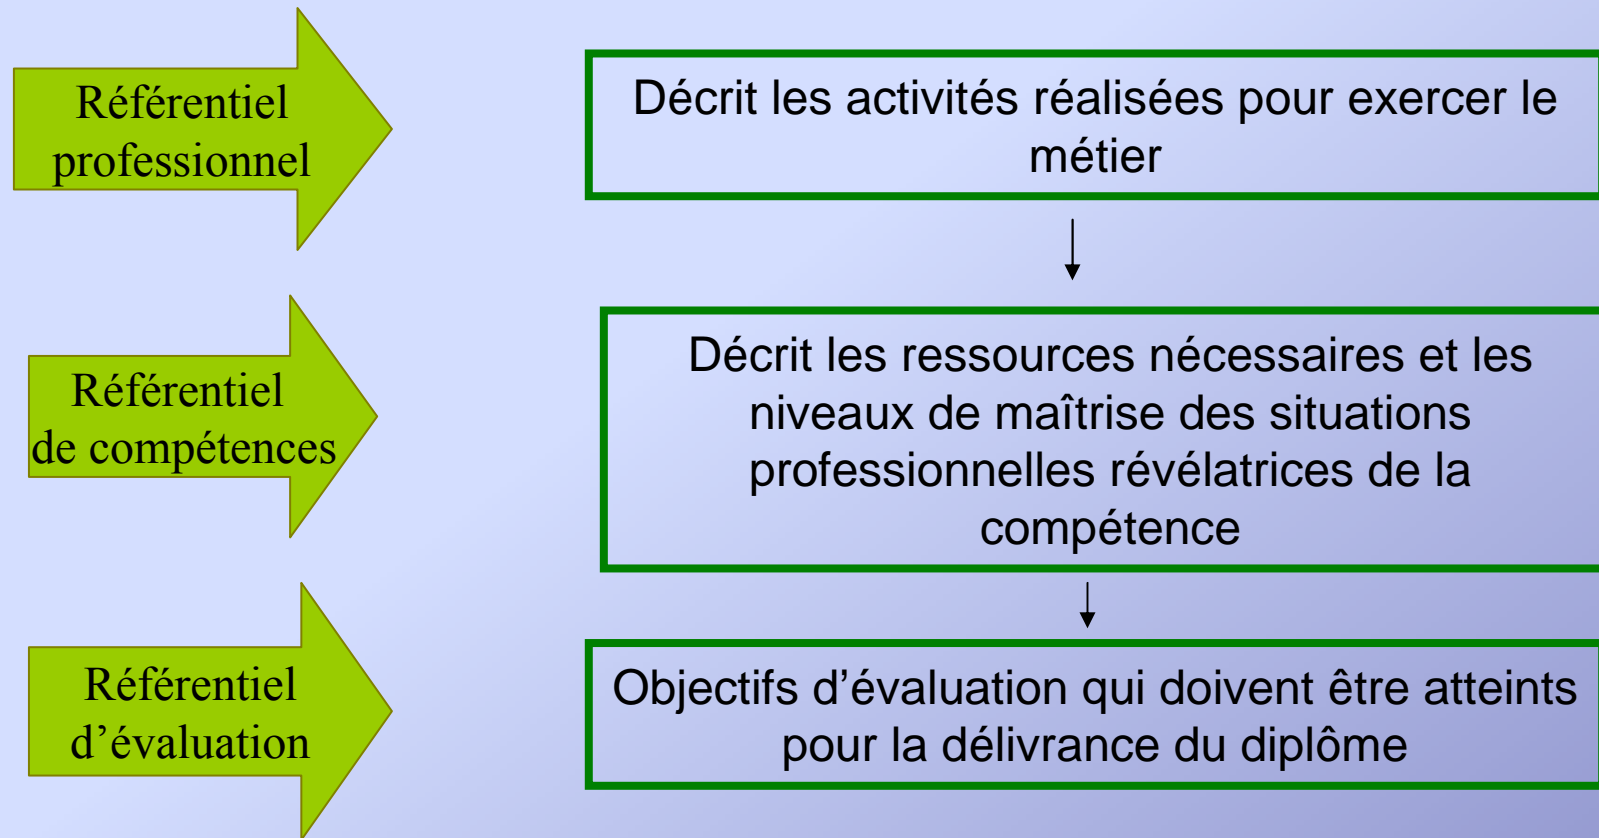 Référentiel
professionnel
Décrit les activités réalisées pour exercer le
métier
Référentiel
de compétences
Décrit les ressources nécessaires et les
niveaux de maîtrise des situations
professionnelles révélatrices de la
compétence
Référentiel
d’évaluation
Objectifs d’évaluation qui doivent être atteints
pour la délivrance du diplôme